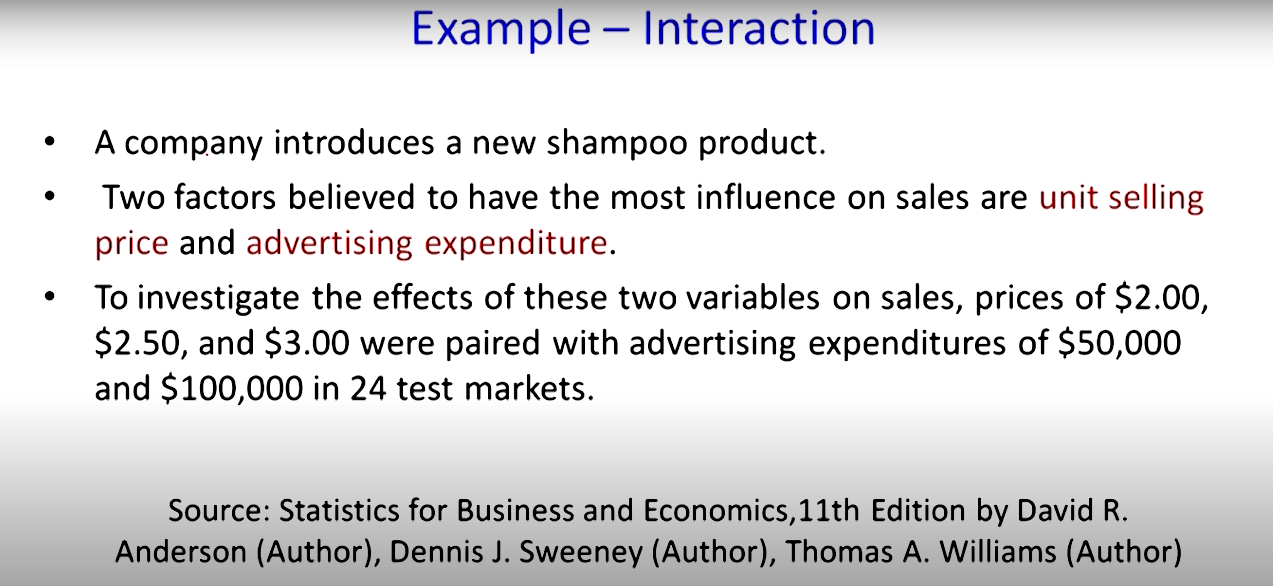 Example – Interaction
• A company introduces a new shampoo product.
• Two factors believed to have the most influence on sales are unit selling
price and advertising expenditure.
• To investigate the effects of these two variables on sales, prices of $2.00,
$2.50, and $3.00 were paired with advertising expenditures of $50,000
and $100,000 in 24 test markets.
Source: Statistics for Business and Economics,11th Edition by David R.
Anderson (Author), Dennis J. Sweeney (Author), Thomas A. Williams (Author)